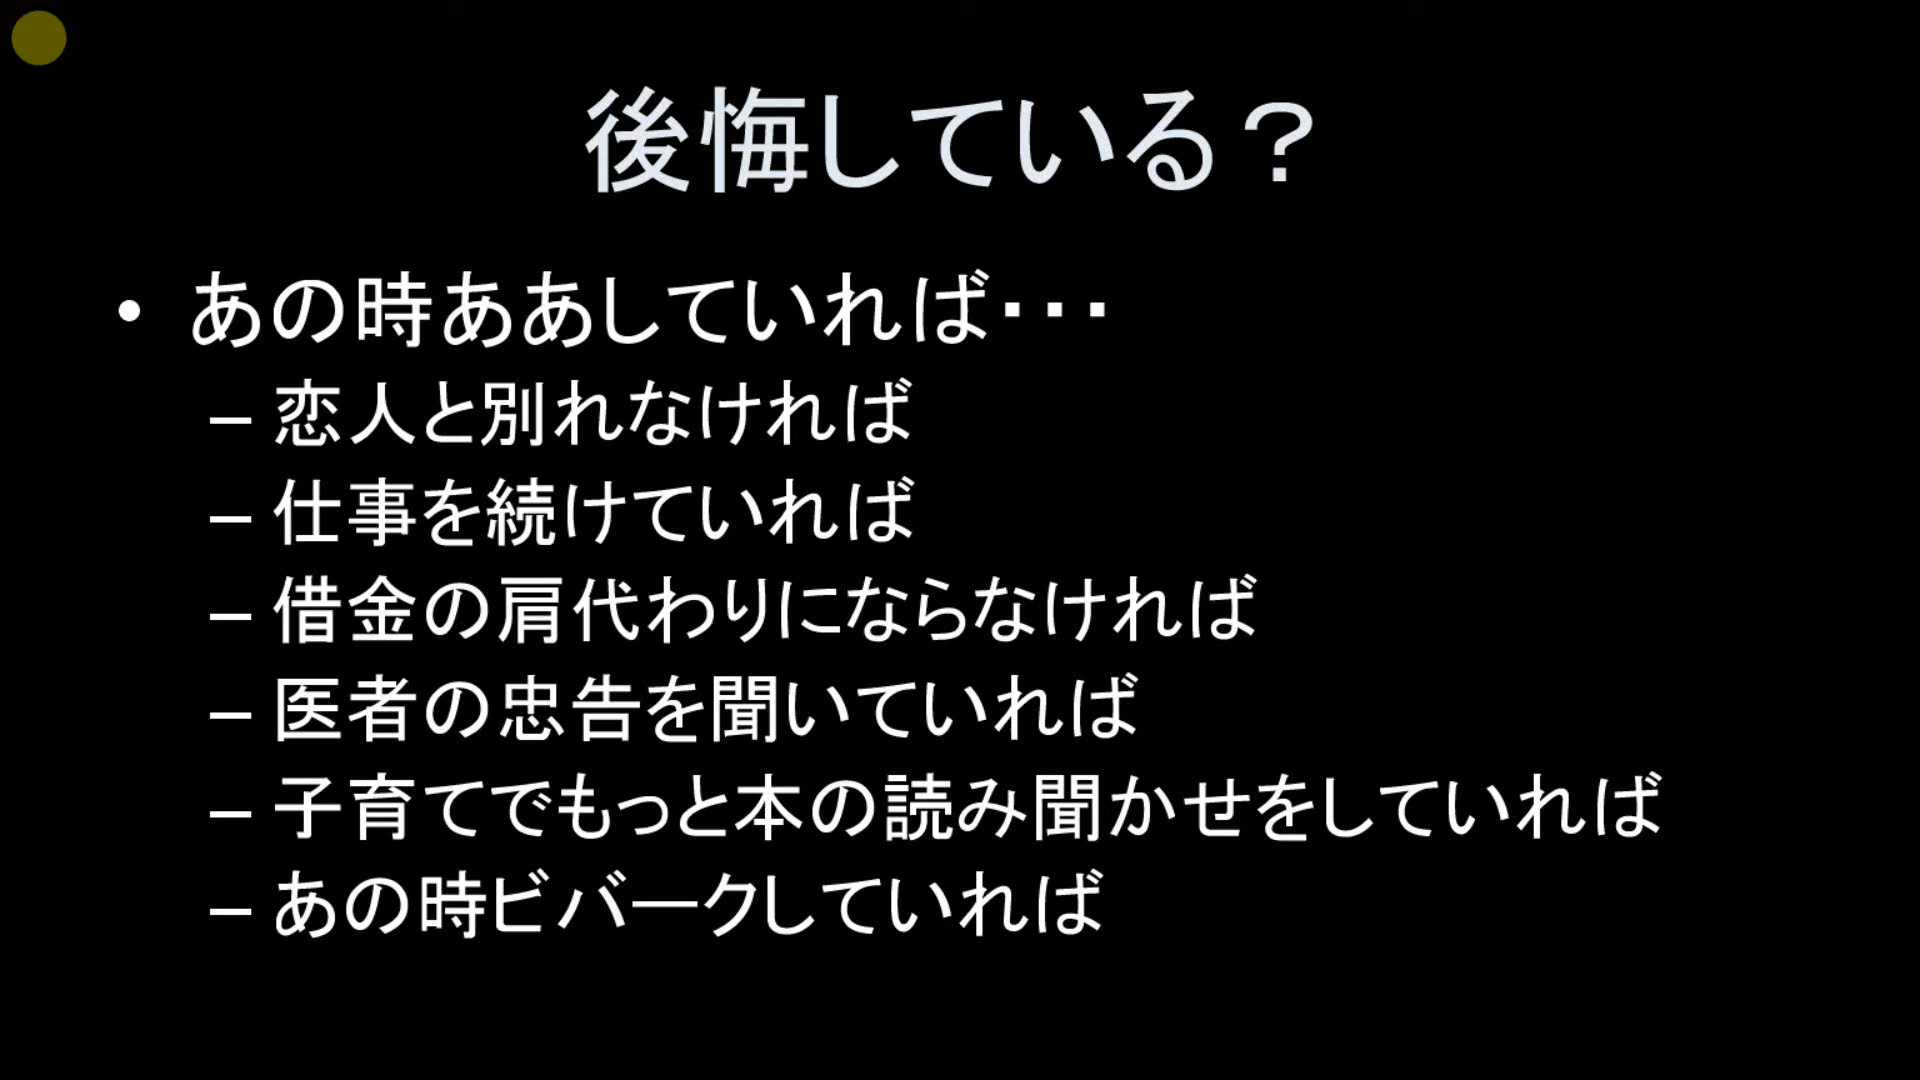 後悔している？
• あの時ああしていれば・・・
– 恋人と別れなければ
– 仕事を続けていれば
– 借金の肩代わりにならなければ
– 医者の忠告を聞いていれば
– 子育てでもっと本の読み聞かせをしていれば
– あの時ビバークしていれば